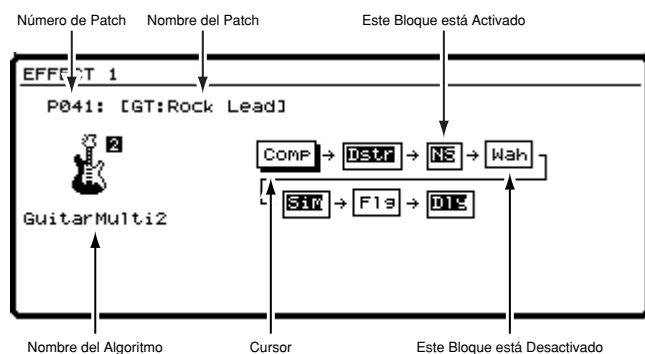 Número de Patch
Nombre del Patch
Este Bloque está Activado
EFFECT 1
P041: [GT:Rock Lead]
2
Comp → Dstr → NS → Wah
Sim → Flg → Dly
GuitarMulti2
Nombre del Algoritmo
Cursor
Este Bloque está Desactivado